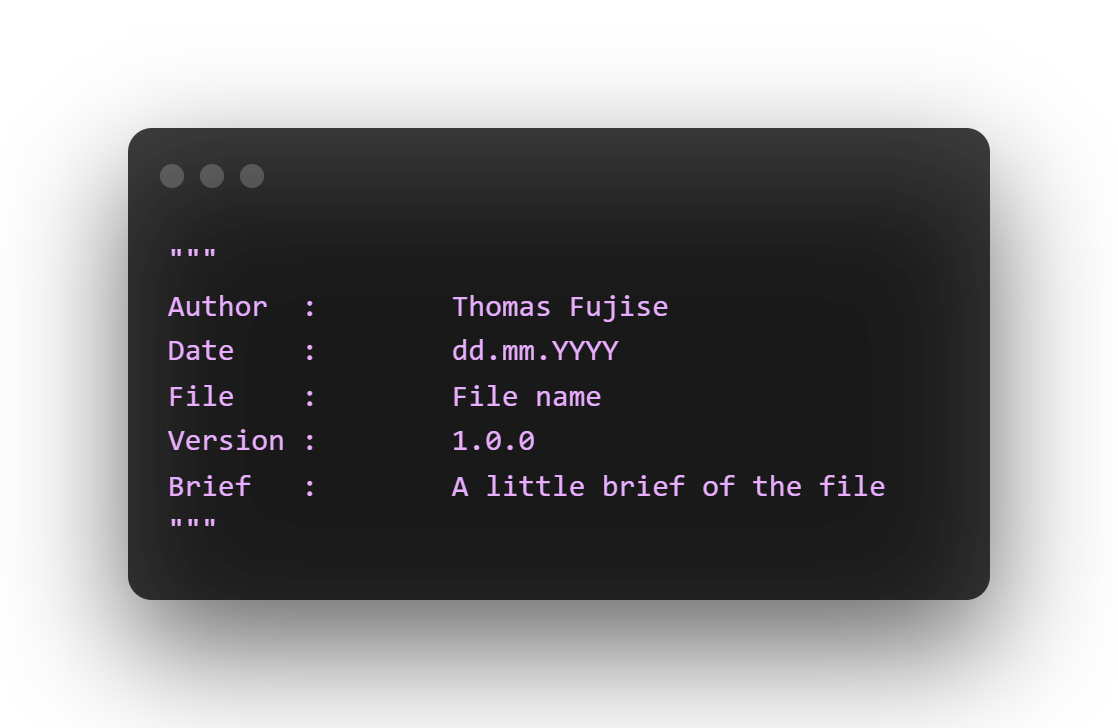 """
Author  :        Thomas Fujise
Date    :        dd.mm.YYYY
File    :        File name
Version :        1.0.0
Brief   :        A little brief of the file
"""